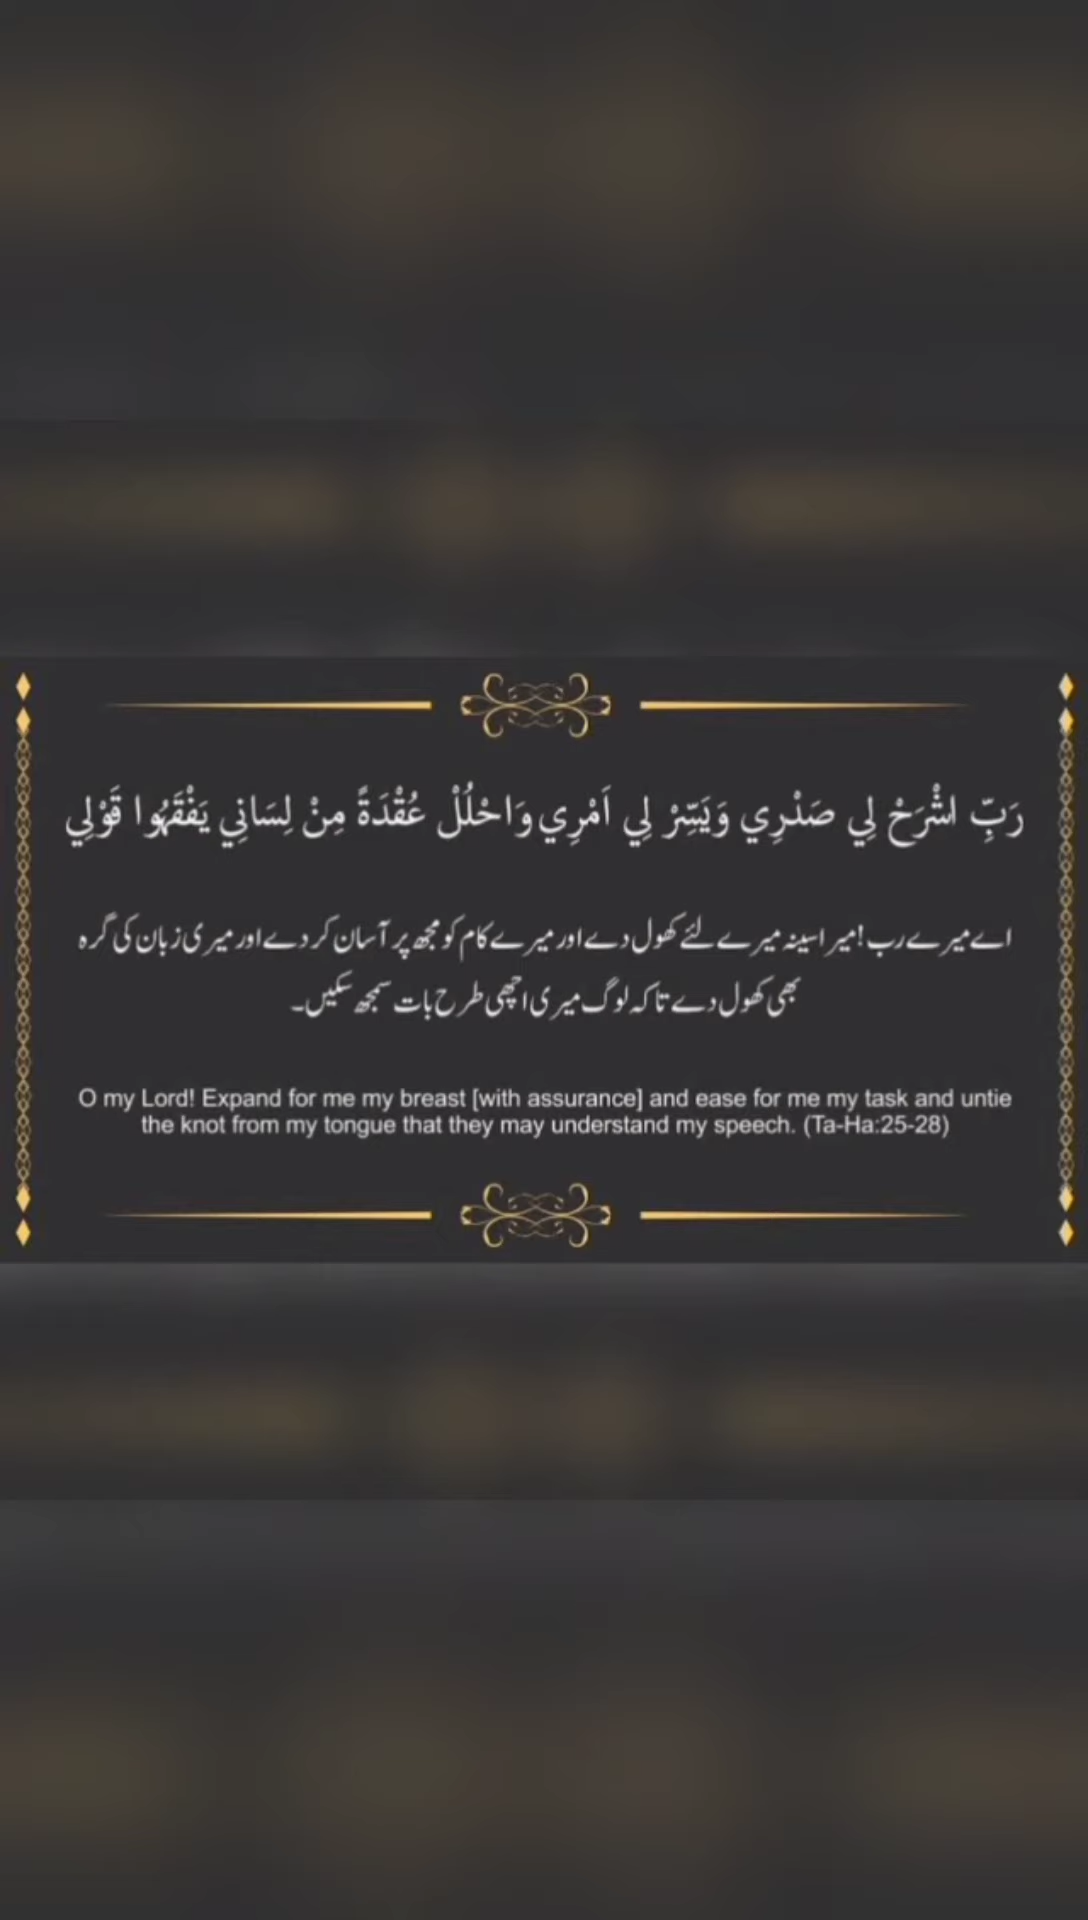 رَبِّ اشْرَحْ لِي صَدْرِي وَيَسِّرْ لِي اَمْرِي وَاحْلُلْ عُقْدَةً مِنْ لِسَانِي يَفْقَهُوا قَوْلِي
اے میرے رب! میرا سینہ میرے لئے کھول دے اور میرے کام کو مجھ پر آسان کر دے اور میری زبان کی گرہ
بھی کھول دے تاکہ لوگ میری اچھی طرح بات سمجھ سکیں۔
O my Lord! Expand for me my breast [with assurance] and ease for me my task and untie
the knot from my tongue that they may understand my speech. (Ta-Ha:25-28)